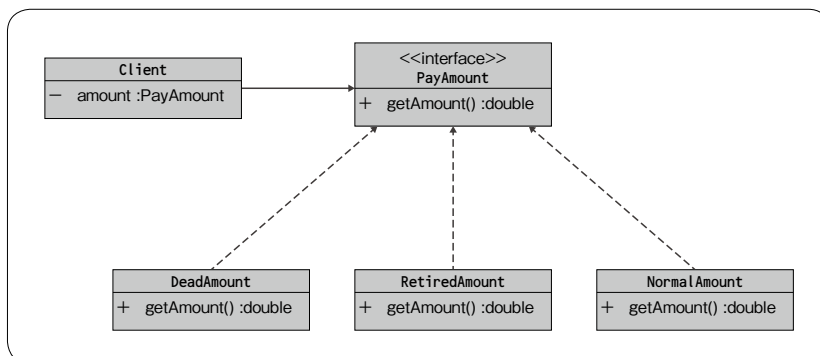 Client
− amount :PayAmount
<<interface>>
PayAmount
+ getAmount() :double
DeadAmount
+ getAmount() :double
RetiredAmount
+ getAmount() :double
NormalAmount
+ getAmount() :double